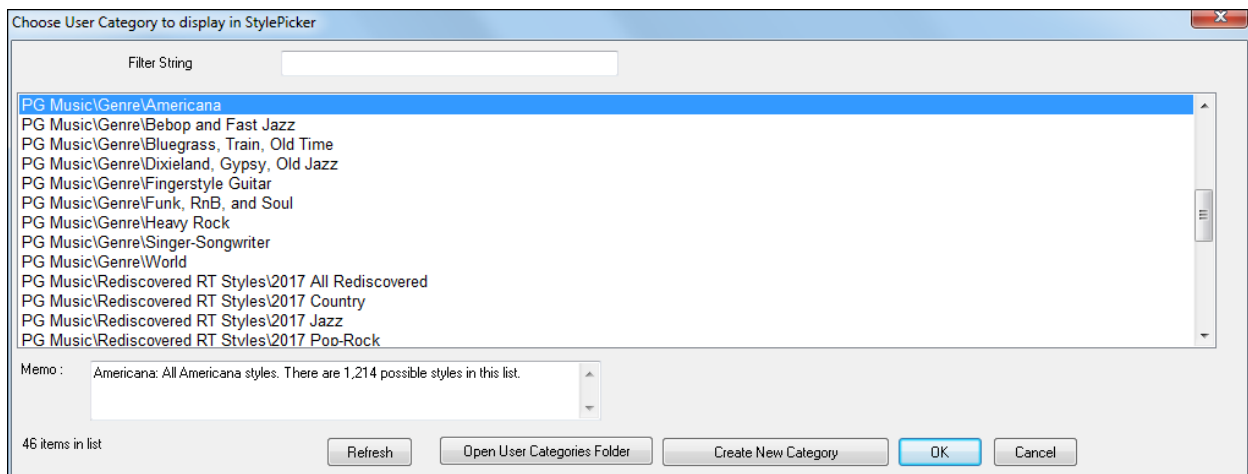 Choose User Category to display in StylePicker
Filter String
PG Music\Genre\Americana
PG Music\Genre\Bebop and Fast Jazz
PG Music\Genre\Bluegrass, Train, Old Time
PG Music\Genre\Dixieland, Gypsy, Old Jazz
PG Music\Genre\Fingerstyle Guitar
PG Music\Genre\Funk, RnB, and Soul
PG Music\Genre\Heavy Rock
PG Music\Genre\Singer-Songwriter
PG Music\Genre\World
PG Music\Rediscovered RT Styles\2017 All Rediscovered
PG Music\Rediscovered RT Styles\2017 Country
PG Music\Rediscovered RT Styles\2017 Jazz
PG Music\Rediscovered RT Styles\2017 Pop-Rock
Memo : Americana: All Americana styles. There are 1,214 possible styles in this list.
46 items in list Refresh Open User Categories Folder Create New Category OK Cancel